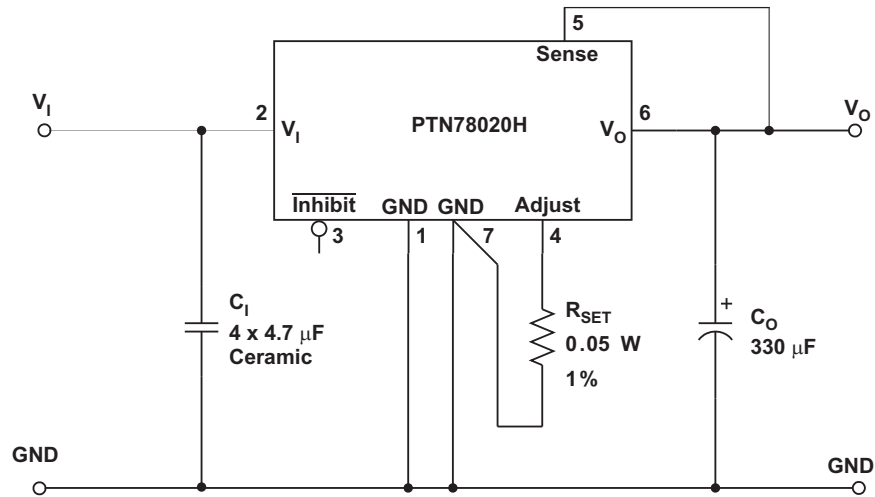 5
Sense
V_I
2
V_I
PTN78020H
V_O
6
V_O
Inhibit
GND
GND
Adjust
3
1
7
4
C_I
4 x 4.7 μF
Ceramic
R_SET
0.05 W
1%
+
C_O
330 μF
GND
GND